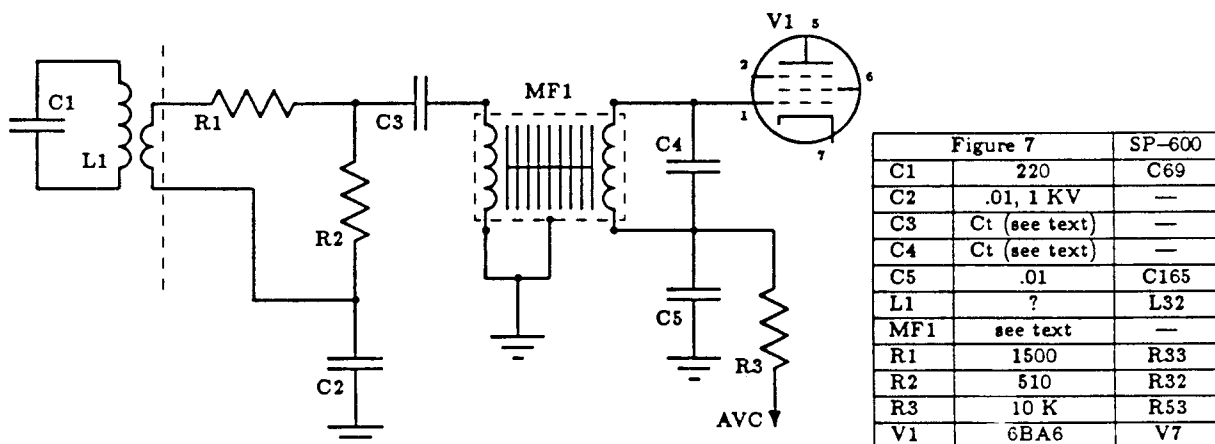 V1 5
2
6
1
7
C1
L1
R1
C3
MF1
C4
R2
C5
C2
R3
AVC
Figure 7 SP–600
C1 220 C69
C2 .01, 1 KV —
C3 Ct (see text) —
C4 Ct (see text) —
C5 .01 C165
L1 ? L32
MF1 see text —
R1 1500 R33
R2 510 R32
R3 10 K R53
V1 6BA6 V7